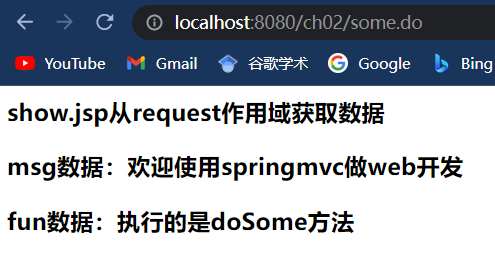 localhost:8080/ch02/some.do
YouTube Gmail 谷歌学术 Google Bing
show.jsp从request作用域获取数据
msg数据：欢迎使用springmvc做web开发
fun数据：执行的是doSome方法